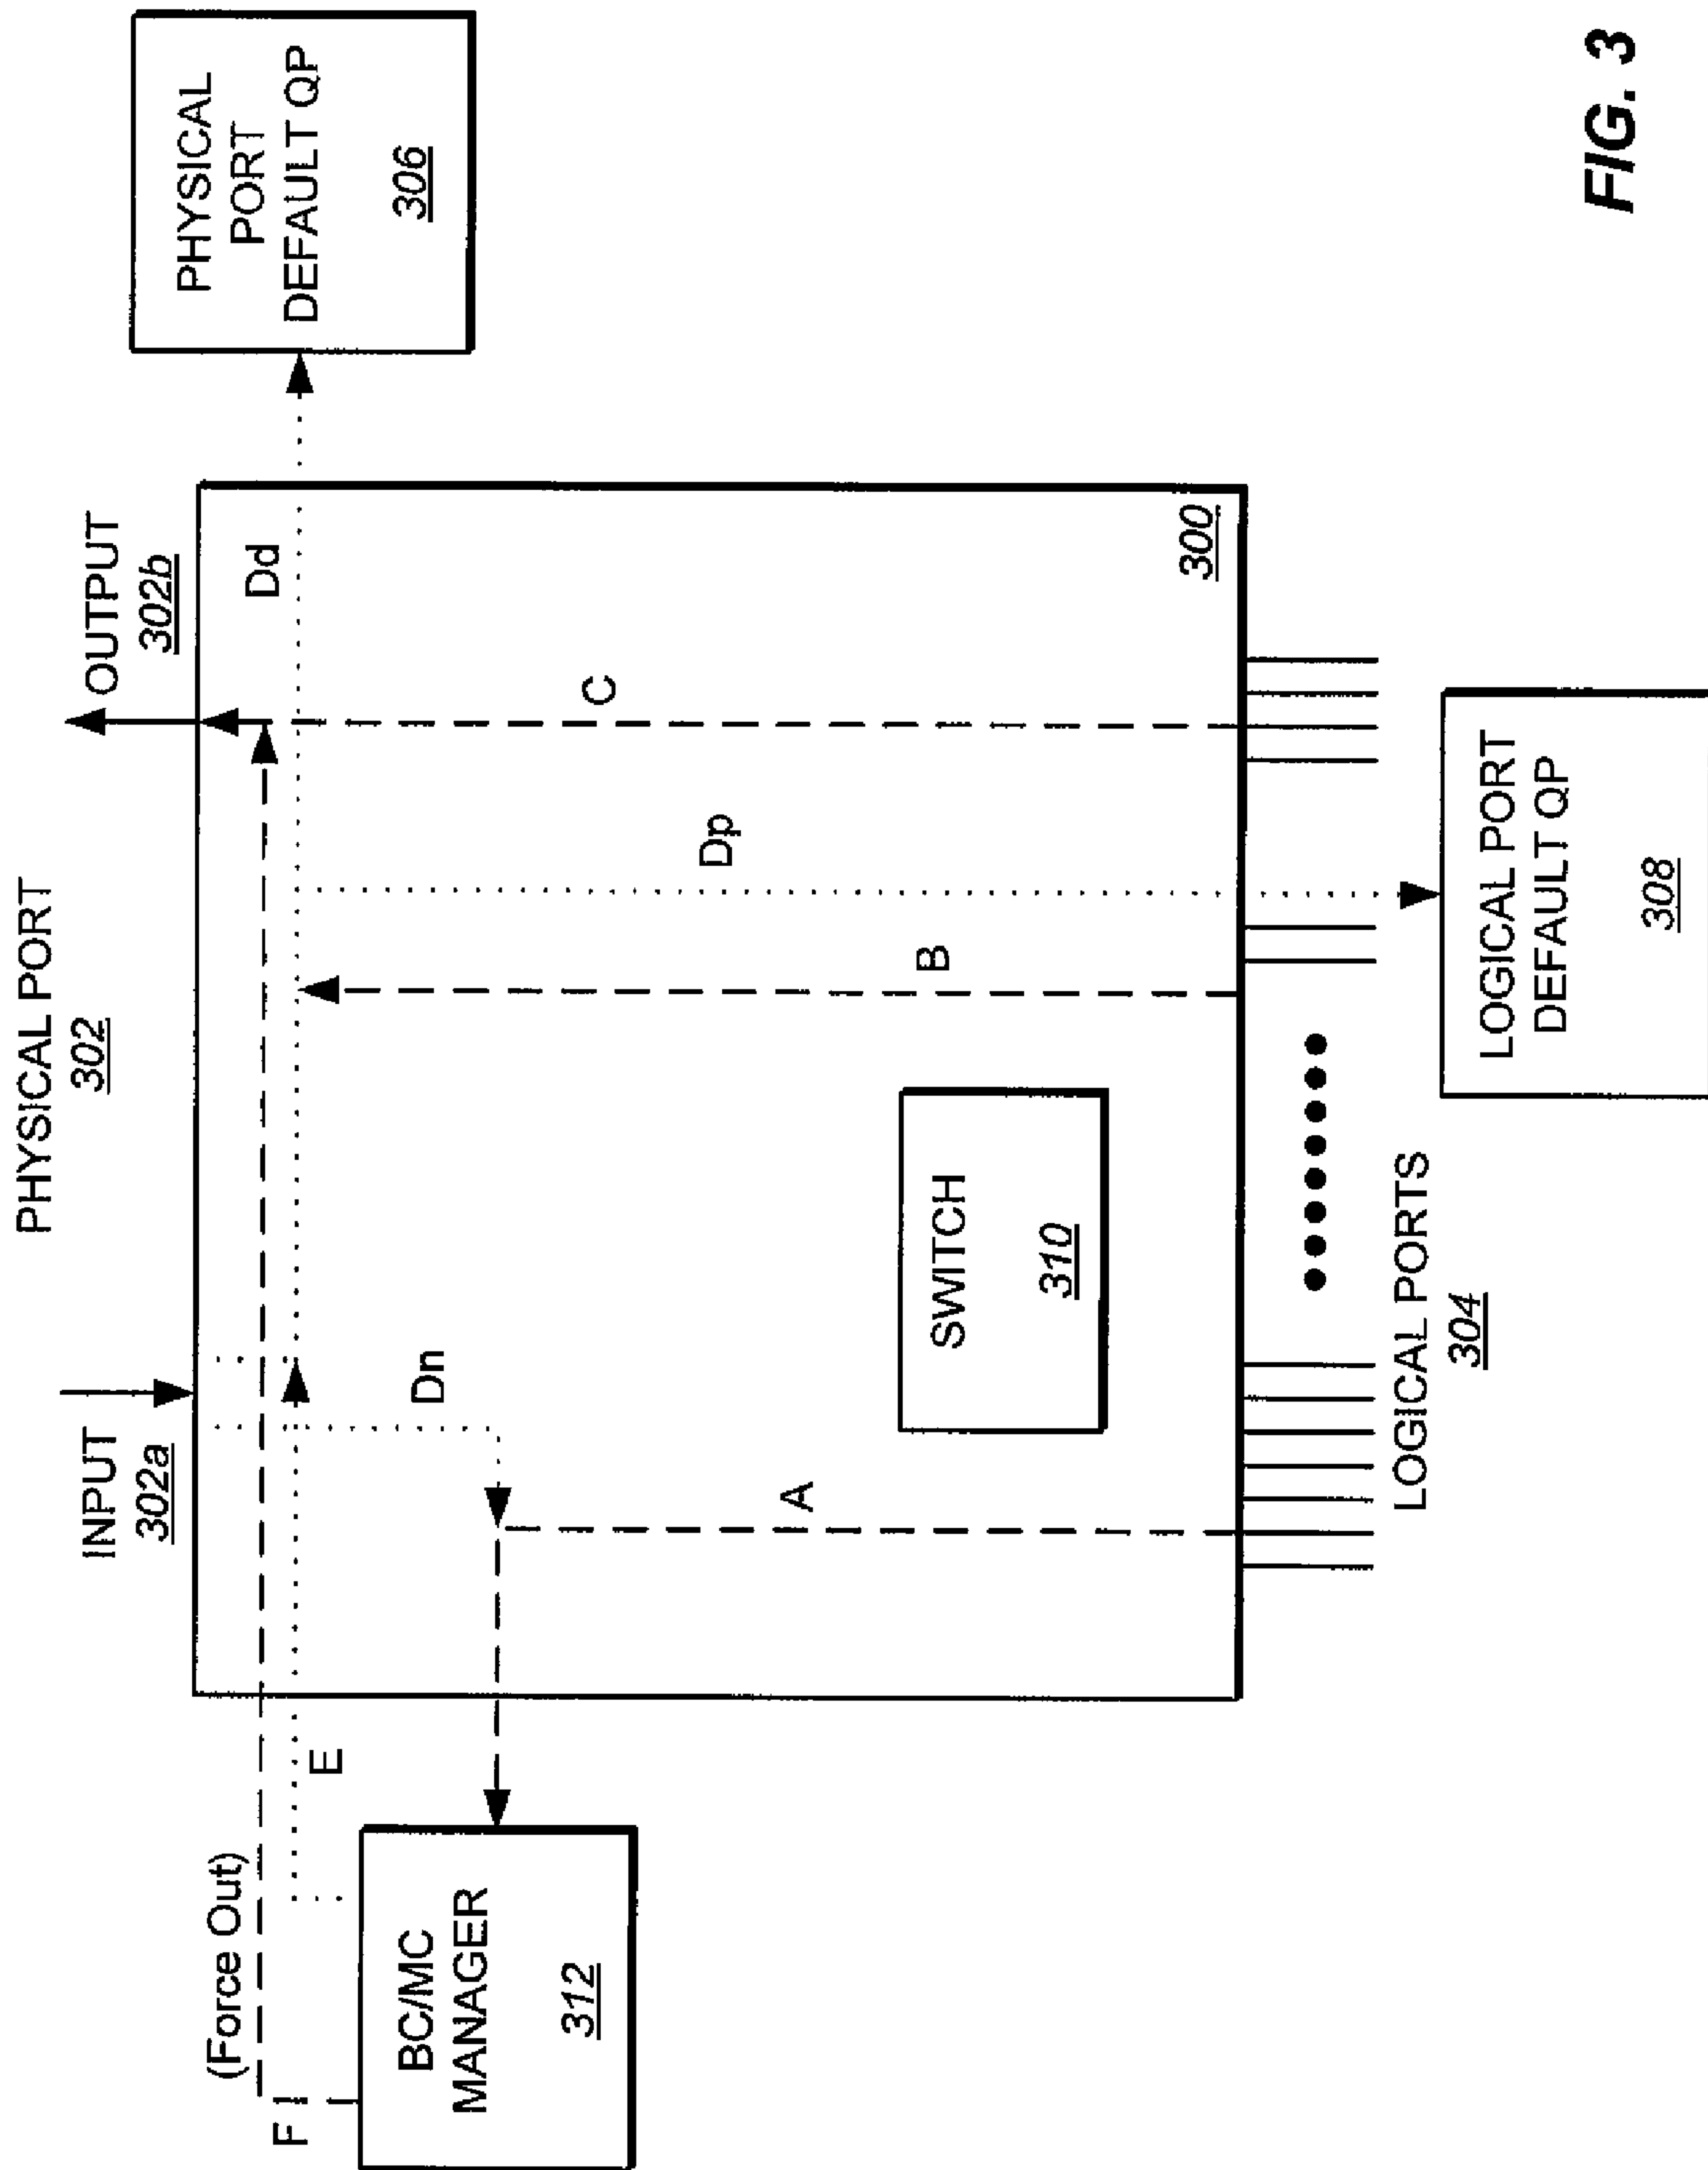 PHYSICAL PORT
302
INPUT
302a
OUTPUT
302b
(Force Out)
F
E
Dn
Dd
BC/MC
MANAGER
312
PHYSICAL
PORT
DEFAULT QP
306
A
B
Dp
C
SWITCH
310
300
LOGICAL PORTS
304
LOGICAL PORT
DEFAULT QP
308
FIG. 3